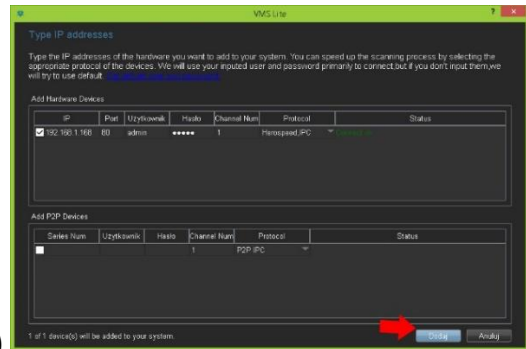 VMS Lite
Type IP addresses
Type the IP addresses of the hardware you want to add to your system. You can speed up the scanning process by selecting the
appropriate protocol of the devices. We will use your inputed user and password primarily to connect,but if you don't input them,we
will try to use default
Add Hardware Devices
IP Port Użytkownik Hasło Channel Num Protocol Status
192.168.1.168 80 admin ●●●●● 1 Herospeed,IPC
Add P2P Devices
Series Num Użytkownik Hasło Channel Num Protocol Status
1 P2P IPC
1 of 1 device(s) will be added to your system.
Dodaj Anuluj